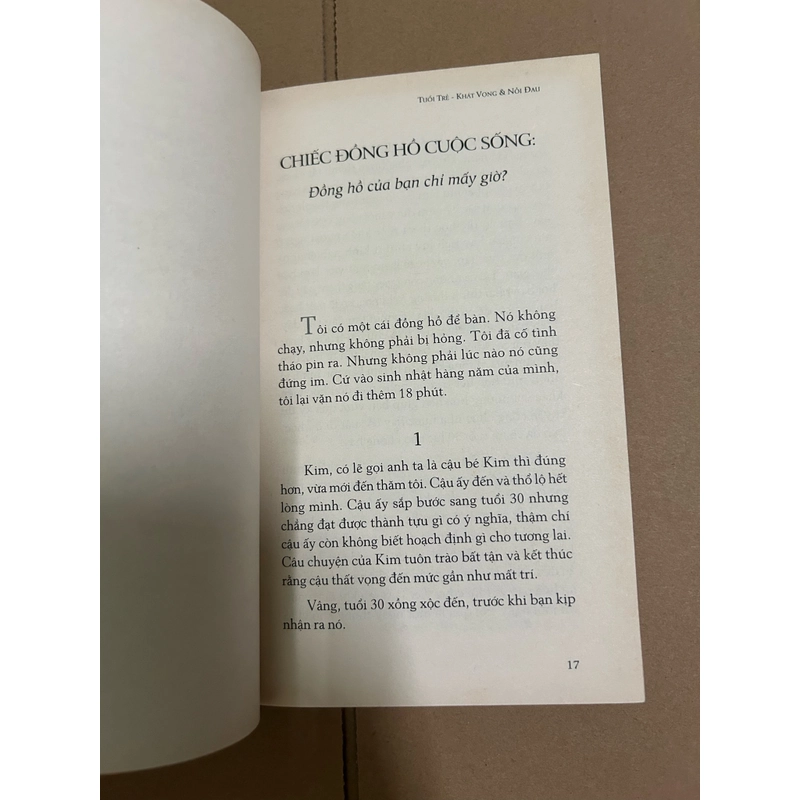 TUỔI TRẺ - KHÁT VỌNG & NỖI ĐAU
CHIẾC ĐỒNG HỒ CUỘC SỐNG:
Đồng hồ của bạn chỉ mấy giờ?
Tôi có một cái đồng hồ để bàn. Nó không
chạy, nhưng không phải bị hỏng. Tôi đã cố tình
tháo pin ra. Nhưng không phải lúc nào nó cũng
đứng im. Cứ vào sinh nhật hàng năm của mình,
tôi lại vặn nó đi thêm 18 phút.
1
Kim, có lẽ gọi anh ta là cậu bé Kim thì đúng
hơn, vừa mới đến thăm tôi. Cậu ấy đến và thổ lộ hết
lòng mình. Cậu ấy sắp bước sang tuổi 30 nhưng
chẳng đạt được thành tựu gì có ý nghĩa, thậm chí
cậu ấy còn không biết hoạch định gì cho tương lai.
Câu chuyện của Kim tuôn trào bất tận và kết thúc
rằng cậu thất vọng đến mức gần như mất trí.
Vâng, tuổi 30 xồng xộc đến, trước khi bạn kịp
nhận ra nó.
17